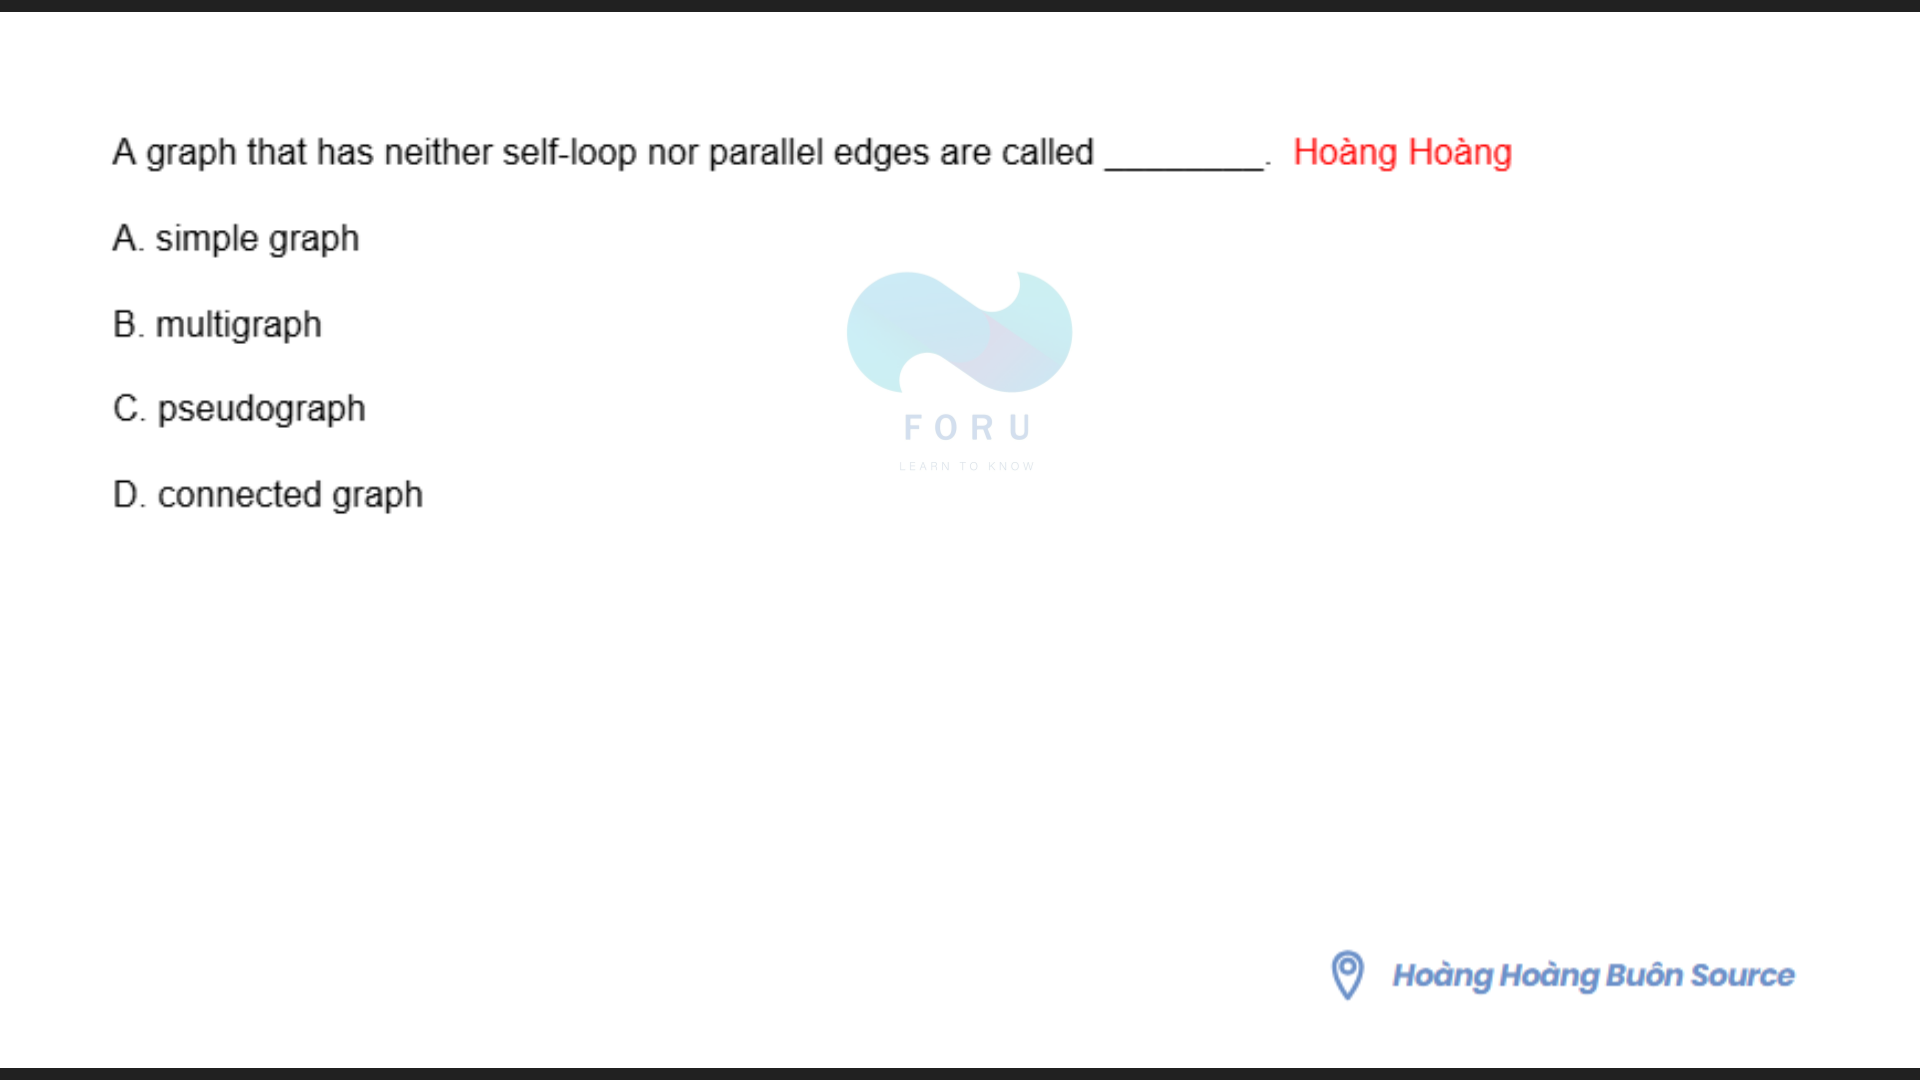 A graph that has neither self-loop nor parallel edges are called ________. Hoàng Hoàng
A. simple graph
B. multigraph
C. pseudograph
D. connected graph
FORU
LEARN TO KNOW
Hoàng Hoàng Buôn Source